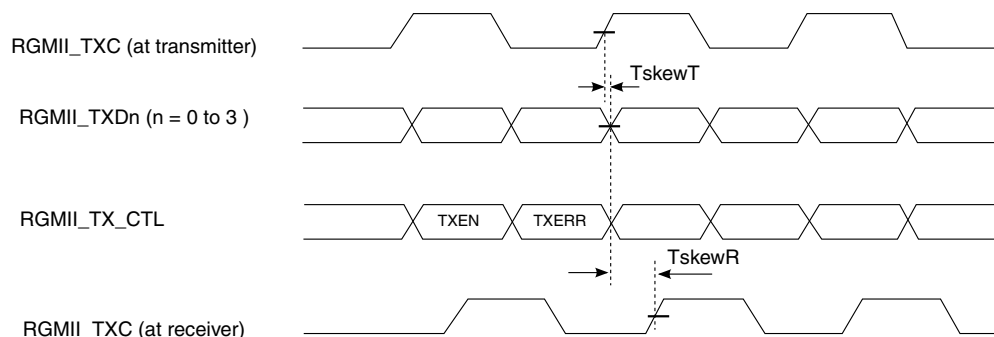 RGMII_TXC (at transmitter)
TskewT
RGMII_TXDn (n = 0 to 3 )
RGMII_TX_CTL
TXEN
TXERR
TskewR
RGMII_TXC (at receiver)